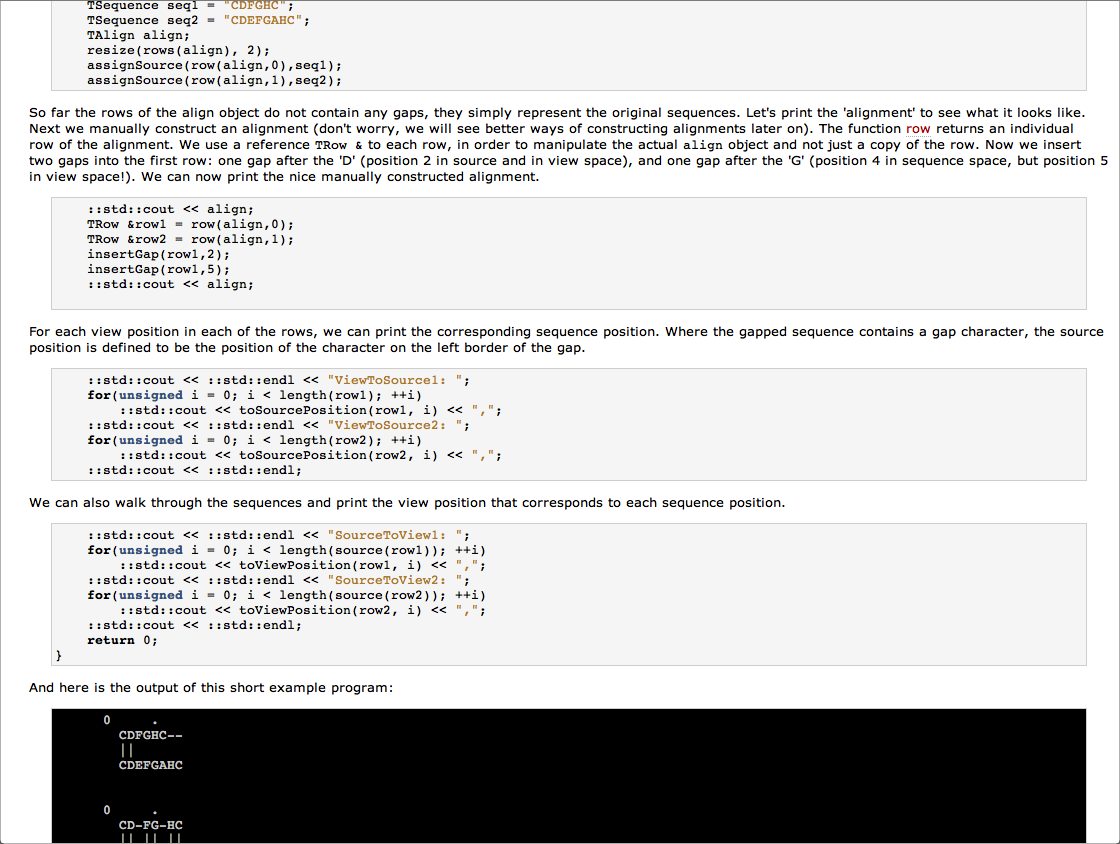 TSequence seq1 = "CDFGHC";
TSequence seq2 = "CDEFGAHC";
TAlign align;
resize(rows(align), 2);
assignSource(row(align,0),seq1);
assignSource(row(align,1),seq2);
So far the rows of the align object do not contain any gaps, they simply represent the original sequences. Let's print the 'alignment' to see what it looks like.
Next we manually construct an alignment (don't worry, we will see better ways of constructing alignments later on). The function row returns an individual
row of the alignment. We use a reference TRow & to each row, in order to manipulate the actual align object and not just a copy of the row. Now we insert
two gaps into the first row: one gap after the 'D' (position 2 in source and in view space), and one gap after the 'G' (position 4 in sequence space, but position 5
in view space!). We can now print the nice manually constructed alignment.
::std::cout << align;
TRow &row1 = row(align,0);
TRow &row2 = row(align,1);
insertGap(row1,2);
insertGap(row1,5);
::std::cout << align;
For each view position in each of the rows, we can print the corresponding sequence position. Where the gapped sequence contains a gap character, the source
position is defined to be the position of the character on the left border of the gap.
::std::cout << ::std::endl << "ViewToSource1: ";
for(unsigned i = 0; i < length(row1); ++i)
::std::cout << toSourcePosition(row1, i) << ",";
::std::cout << ::std::endl << "ViewToSource2: ";
for(unsigned i = 0; i < length(row2); ++i)
::std::cout << toSourcePosition(row2, i) << ",";
::std::cout << ::std::endl;
We can also walk through the sequences and print the view position that corresponds to each sequence position.
::std::cout << ::std::endl << "SourceToView1: ";
for(unsigned i = 0; i < length(source(row1)); ++i)
::std::cout << toViewPosition(row1, i) << ",";
::std::cout << ::std::endl << "SourceToView2: ";
for(unsigned i = 0; i < length(source(row2)); ++i)
::std::cout << toViewPosition(row2, i) << ",";
::std::cout << ::std::endl;
return 0;
}
And here is the output of this short example program:
0     .
CDFGHC--
||
CDEFGAHC
0     .
CD-FG-HC
|| || ||